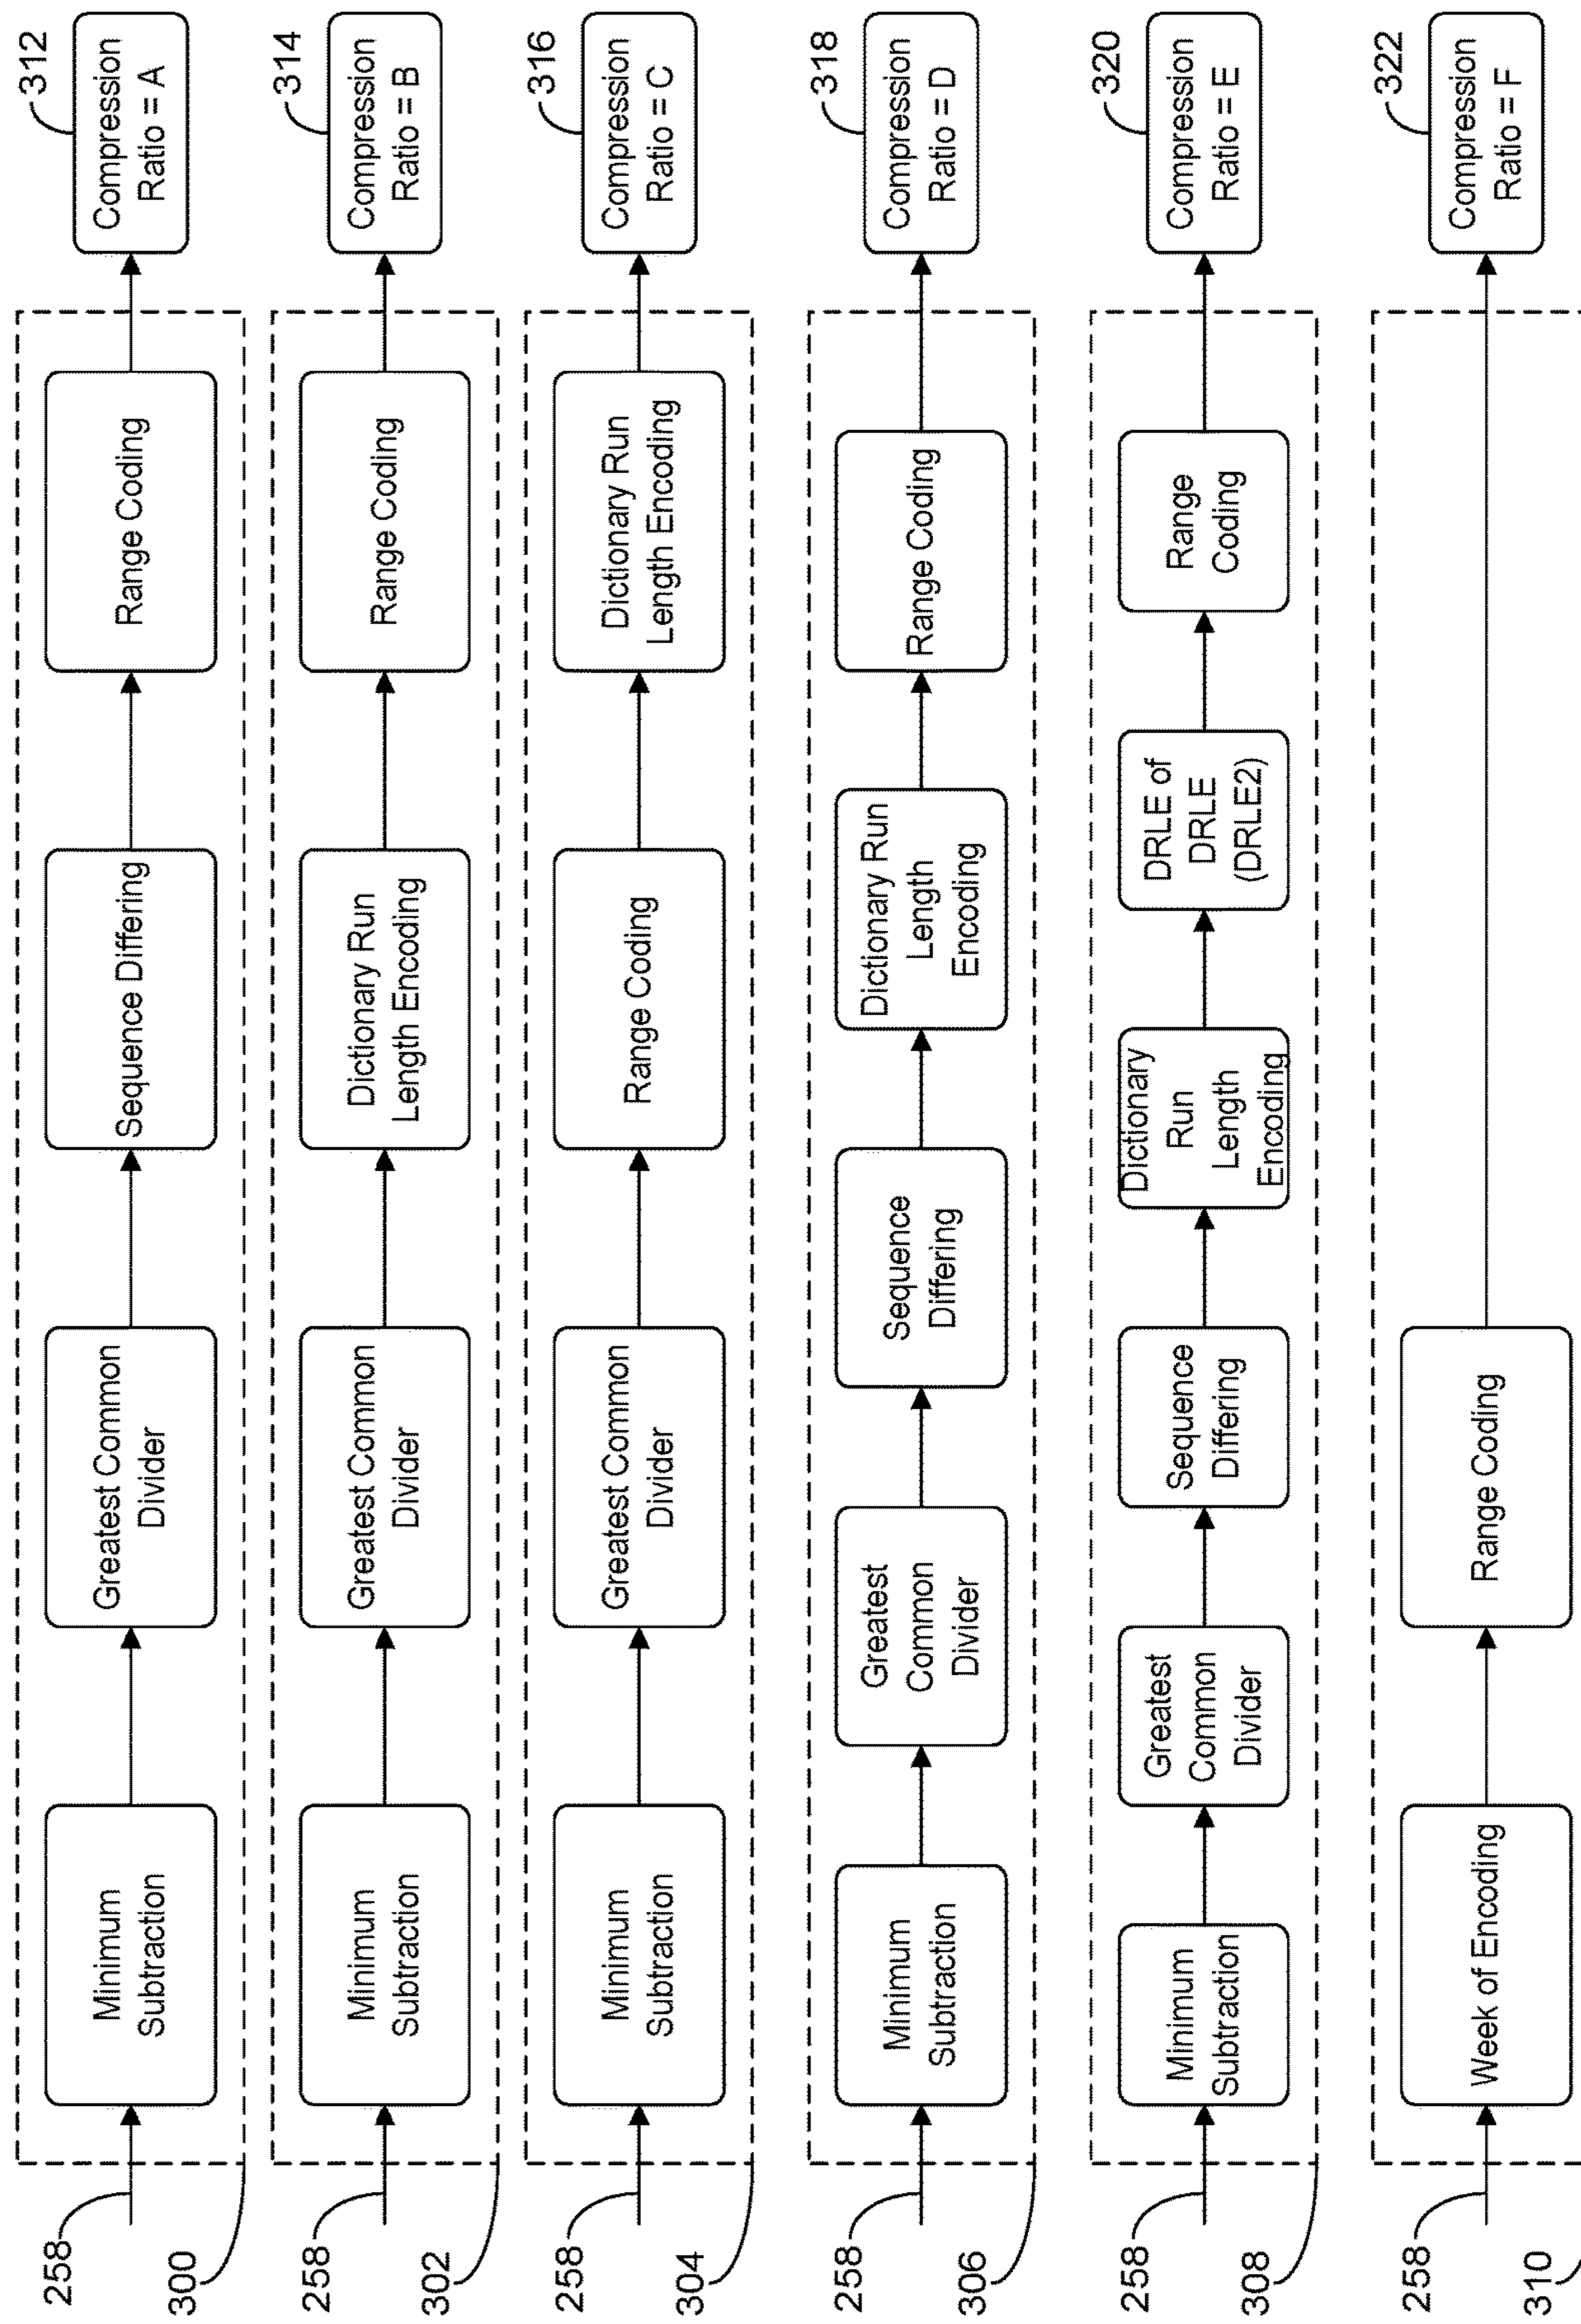 258
300
Minimum
Subtraction
Greatest Common
Divider
Sequence Differing
Range Coding
Compression
Ratio = A
312
258
302
Minimum
Subtraction
Greatest Common
Divider
Dictionary Run
Length Encoding
Range Coding
Compression
Ratio = B
314
258
304
Minimum
Subtraction
Greatest Common
Divider
Range Coding
Dictionary Run
Length Encoding
Compression
Ratio = C
316
258
306
Minimum
Subtraction
Greatest
Common
Divider
Sequence
Differing
Dictionary Run
Length
Encoding
Range Coding
Compression
Ratio = D
318
258
308
Minimum
Subtraction
Greatest
Common
Divider
Sequence
Differing
Dictionary
Run
Length
Encoding
DRLE of
DRLE
(DRLE2)
Range
Coding
Compression
Ratio = E
320
258
310
Week of Encoding
Range Coding
Compression
Ratio = F
322